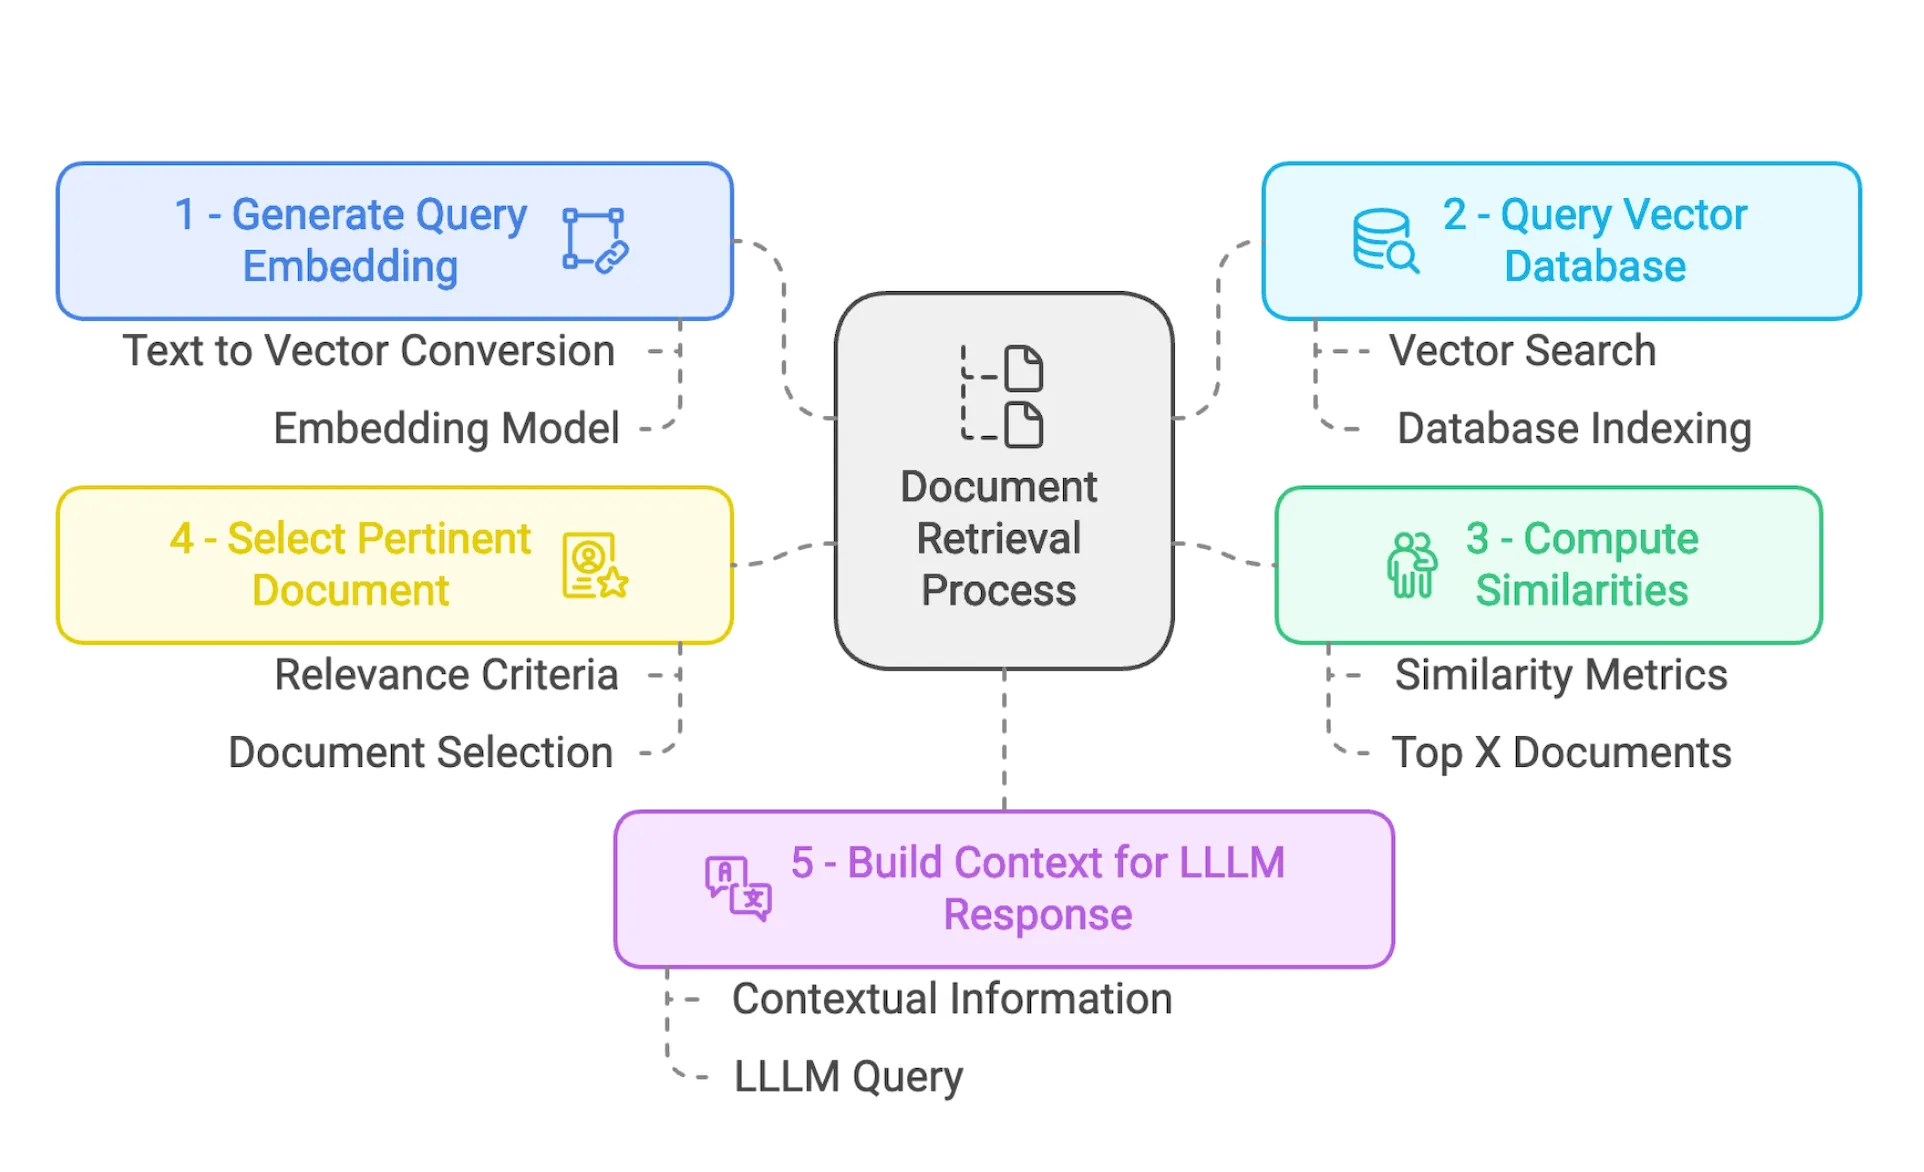 1 - Generate Query
Embedding
Text to Vector Conversion
Embedding Model
2 - Query Vector
Database
Vector Search
Database Indexing
Document
Retrieval
Process
4 - Select Pertinent
Document
Relevance Criteria
Document Selection
3 - Compute
Similarities
Similarity Metrics
Top X Documents
A
文
5 - Build Context for LLLM
Response
Contextual Information
LLLM Query